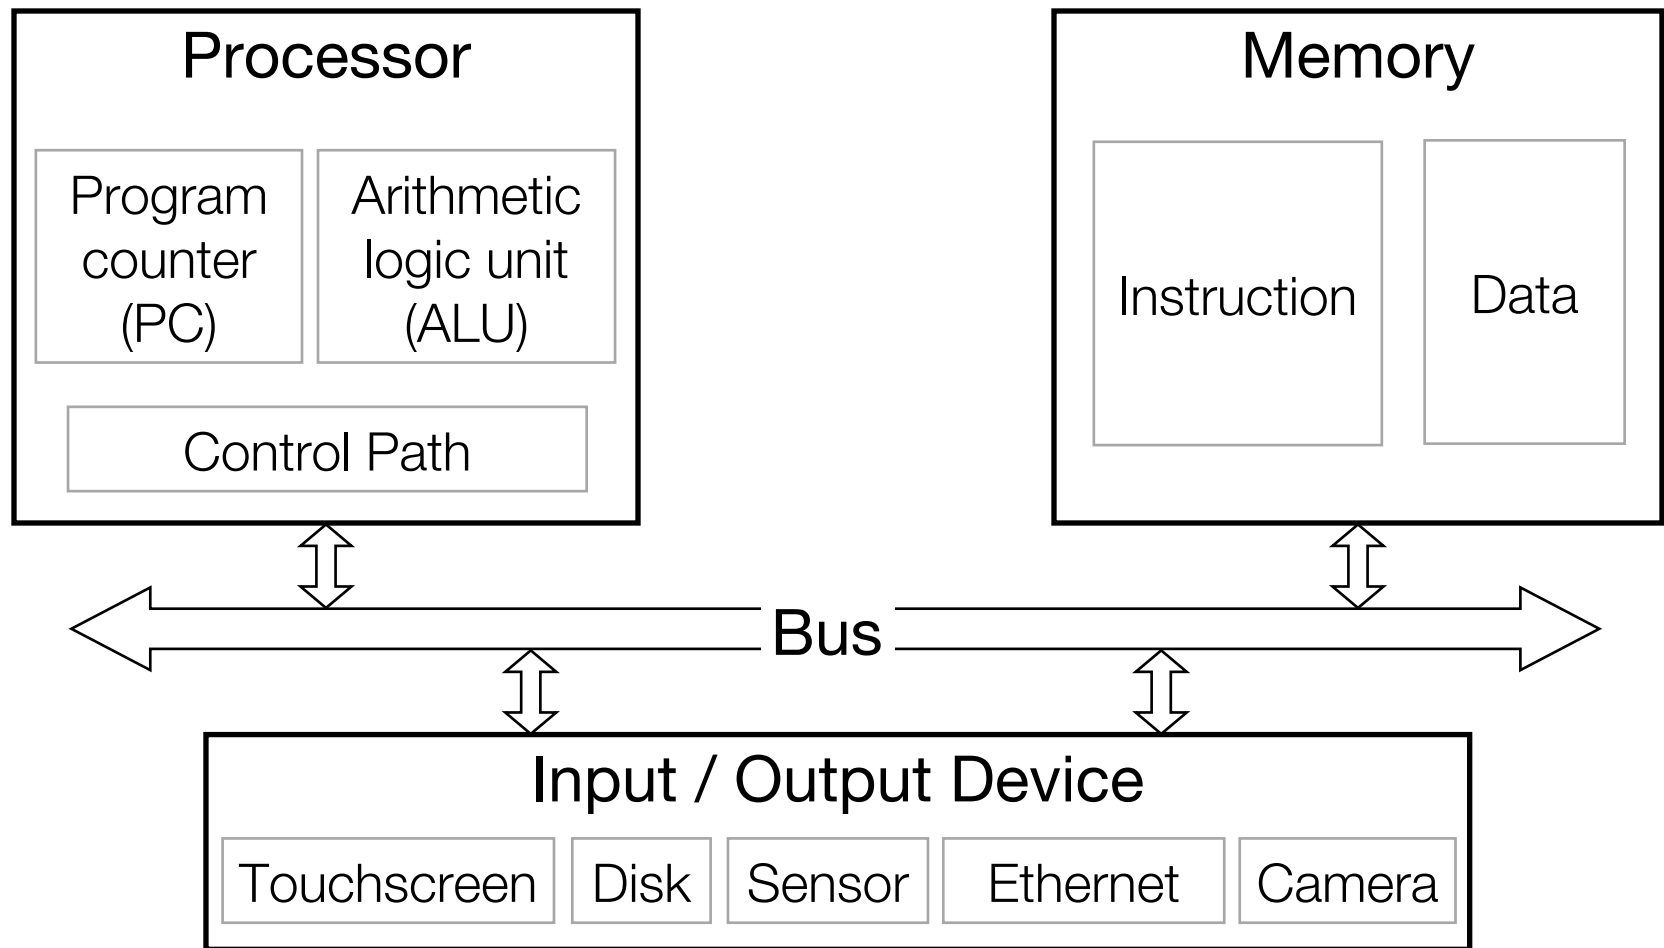 Processor
Program
counter
(PC)
Arithmetic
logic unit
(ALU)
Control Path
Memory
Instruction
Data
Bus
Input / Output Device
Touchscreen
Disk
Sensor
Ethernet
Camera